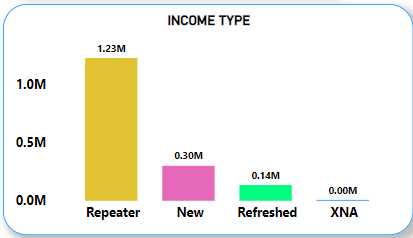 INCOME TYPE
1.23M
1.0M
0.5M
0.30M
0.14M
0.00M
0.0M
Repeater New Refreshed XNA